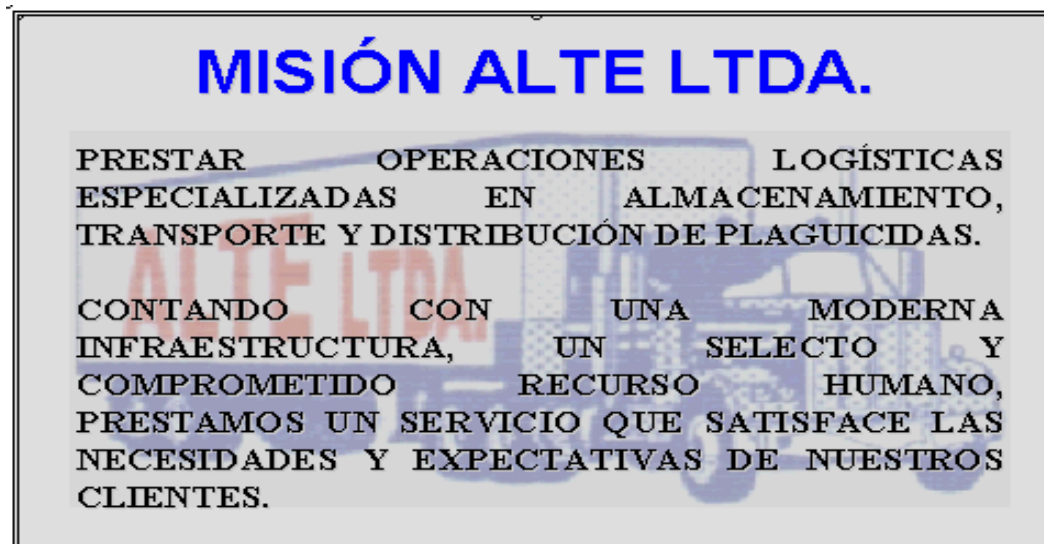 MISIÓN ALTE LTDA.
PRESTAR OPERACIONES LOGÍSTICAS
ESPECIALIZADAS EN ALMACENAMIENTO,
TRANSPORTE Y DISTRIBUCIÓN DE PLAGUICIDAS.
ALTE LTDA.
CONTANDO CON UNA MODERNA
INFRAESTRUCTURA, UN SELECTO Y
COMPROMETIDO RECURSO HUMANO,
PRESTAMOS UN SERVICIO QUE SATISFACE LAS
NECESIDADES Y EXPECTATIVAS DE NUESTROS
CLIENTES.